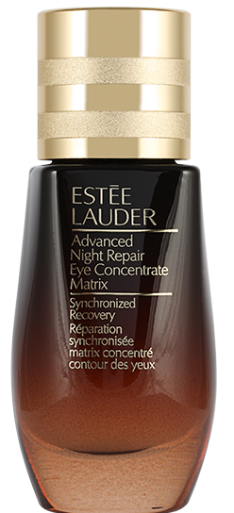 ESTĒE
LAUDER
Advanced
Night Repair
Eye Concentrate
Matrix
Synchronized
Recovery
Réparation
synchronisée
matrix concentré
contour des yeux